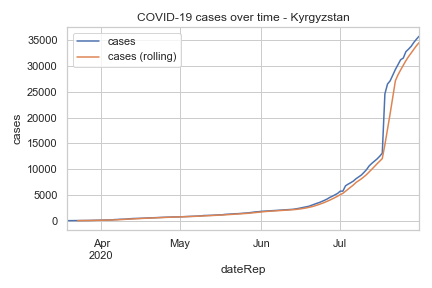 COVID-19 cases over time - Kyrgyzstan
cases
cases (rolling)
35000
30000
25000
20000
15000
10000
5000
0
cases
Apr
2020
May
Jun
Jul
dateRep